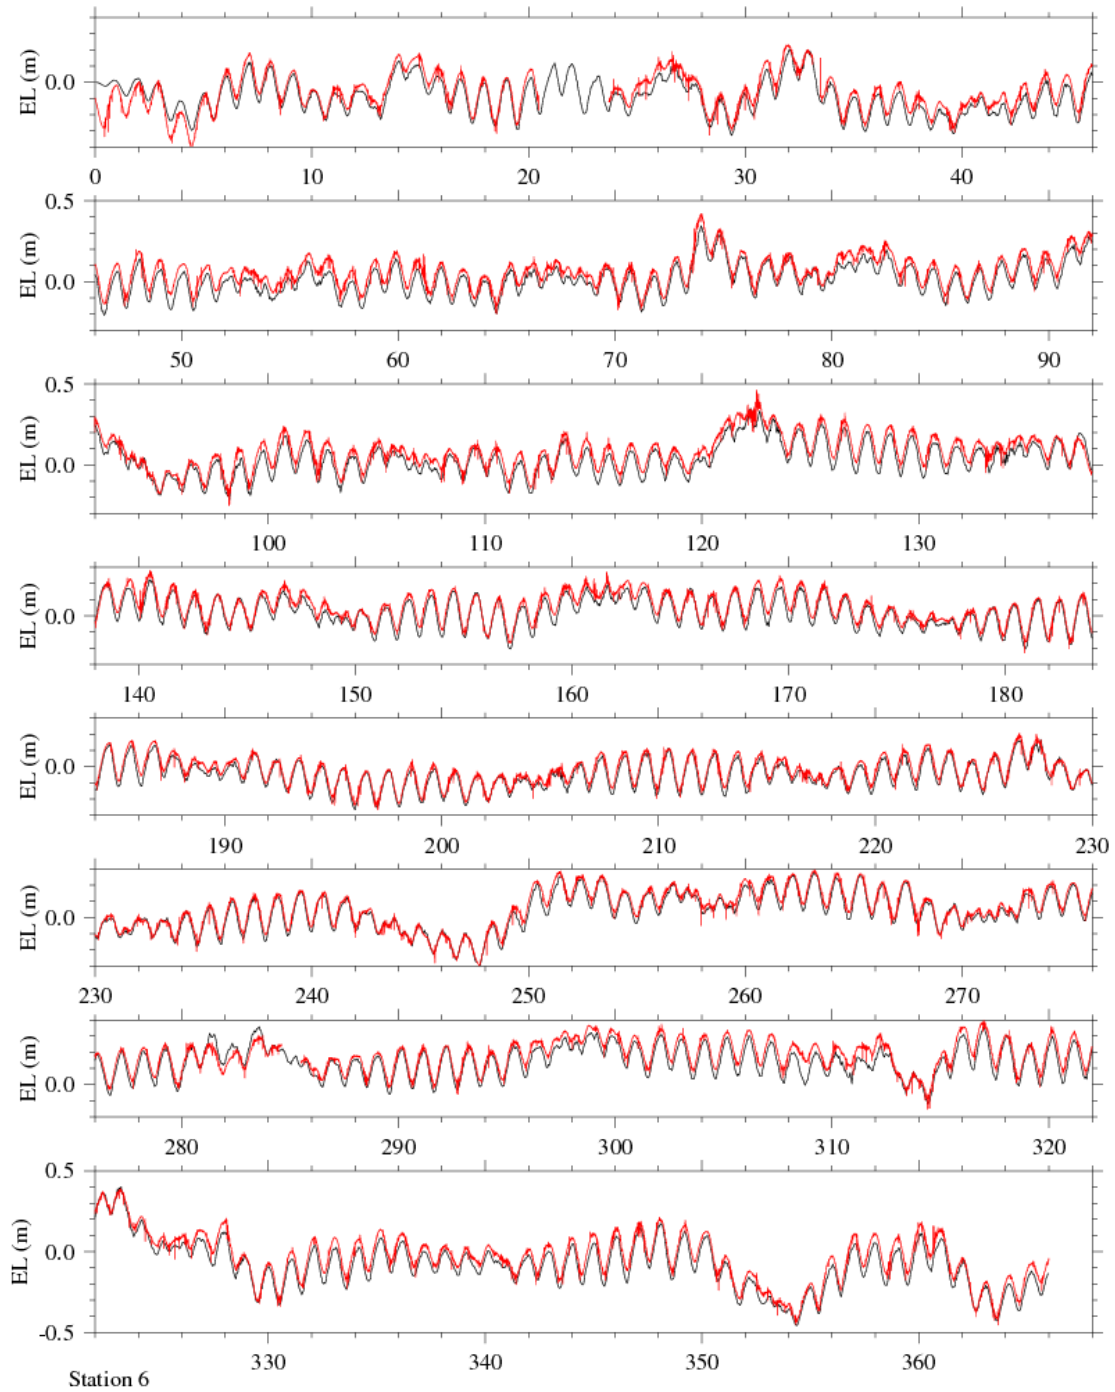 EL (m)
0.0
0 10 20 30 40
0.5
EL (m)
0.0
50 60 70 80 90
0.5
EL (m)
0.0
100 110 120 130
EL (m)
0.0
140 150 160 170 180
EL (m)
0.0
190 200 210 220 230
EL (m)
0.0
230 240 250 260 270
EL (m)
0.0
280 290 300 310 320
0.5
EL (m)
0.0
-0.5
330 340 350 360
Station 6